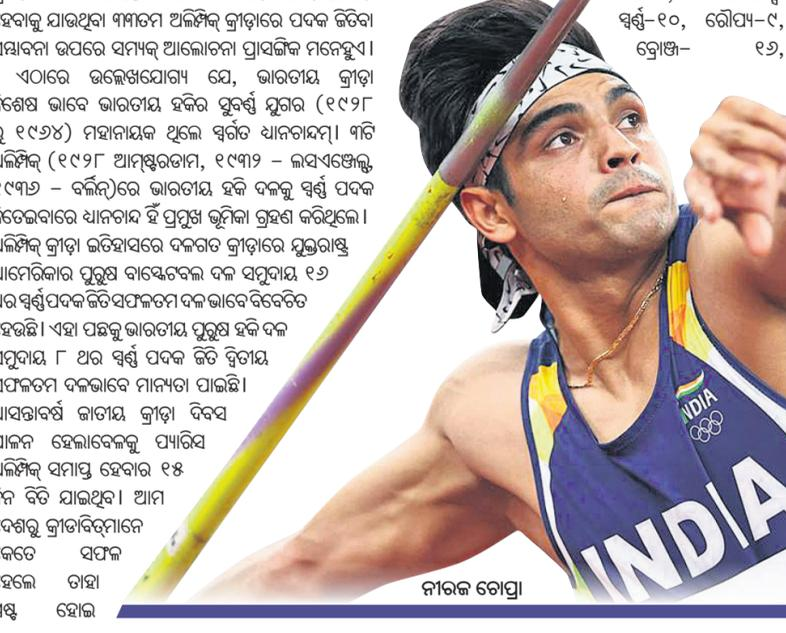 ହେବାକୁ ଯାଉଥିବା ୩୩ତମ ଅଲିମ୍ପିକ୍ କ୍ରୀଡ଼ାରେ ପଦକ ଜିତିବା
ସମ୍ଭାବନା ଉପରେ ସମ୍ୟକ୍ ଆଲୋଚନା ପ୍ରାସଙ୍ଗିକ ମନେହୁଏ।
ଏଠାରେ ଉଲ୍ଲେଖଯୋଗ୍ୟ ଯେ, ଭାରତୀୟ କ୍ରୀଡ଼ା
ବିଶେଷ ଭାବେ ଭାରତୀୟ ହକିର ସୁବର୍ଣ୍ଣ ଯୁଗର (୧୯୨୮
ରୁ ୧୯୬୪) ମହାନାୟକ ଥିଲେ ସ୍ୱର୍ଗତ ଧ୍ୟାନଚାନ୍ଦମ୍। ୩ଟି
ଅଲିମ୍ପିକ୍ (୧୯୨୮ ଆମ୍‌ଷ୍ଟରଡାମ, ୧୯୩୨ – ଲସଏଞ୍ଜେଲ୍ସ,
୧୯୩୬ – ବର୍ଲିନ୍)ରେ ଭାରତୀୟ ହକି ଦଳକୁ ସ୍ୱର୍ଣ୍ଣ ପଦକ
ଜିତେଇବାରେ ଧ୍ୟାନଚାନ୍ଦ ହିଁ ପ୍ରମୁଖ ଭୂମିକା ଗ୍ରହଣ କରିଥିଲେ।
ଅଲିମ୍ପିକ୍ କ୍ରୀଡ଼ା ଇତିହାସରେ ଦଳଗତ କ୍ରୀଡ଼ାରେ ଯୁକ୍ତରାଷ୍ଟ୍ର
ଆମେରିକାର ପୁରୁଷ ବାସ୍କେଟବଲ ଦଳ ସମୁଦାୟ ୧୬
ଥର ସ୍ୱର୍ଣ୍ଣ ପଦକ ଜିତି ସଫଳତମ ଦଳ ଭାବେ ବିବେଚିତ
ହେଉଛି। ଏହା ପଛକୁ ଭାରତୀୟ ପୁରୁଷ ହକି ଦଳ
ସମୁଦାୟ ୮ ଥର ସ୍ୱର୍ଣ୍ଣ ପଦକ ଜିତି ଦ୍ୱିତୀୟ
ସଫଳତମ ଦଳଭାବେ ମାନ୍ୟତା ପାଇଛି।
ଆସନ୍ତାବର୍ଷ ଜାତୀୟ କ୍ରୀଡ଼ା ଦିବସ
ପାଳନ ହେଲାବେଳକୁ ପ୍ୟାରିସ
ଅଲିମ୍ପିକ୍ ସମାପ୍ତ ହେବାର ୧୫
ଦିନ ବିତି ଯାଇଥିବ। ଆମ
ଦେଶରୁ କ୍ରୀଡାବିତ୍‌ମାନେ
କେତେ ସଫଳ
ହେଲେ ତାହା
ସ୍ପଷ୍ଟ ହୋଇ
ସ୍ୱର୍ଣ୍ଣ-୧୦, ରୌପ୍ୟ-୯,
ବ୍ରୋଞ୍ଜ- ୧୬,
INDIA
INDIA
ନୀରଜ ଚୋପ୍ରା